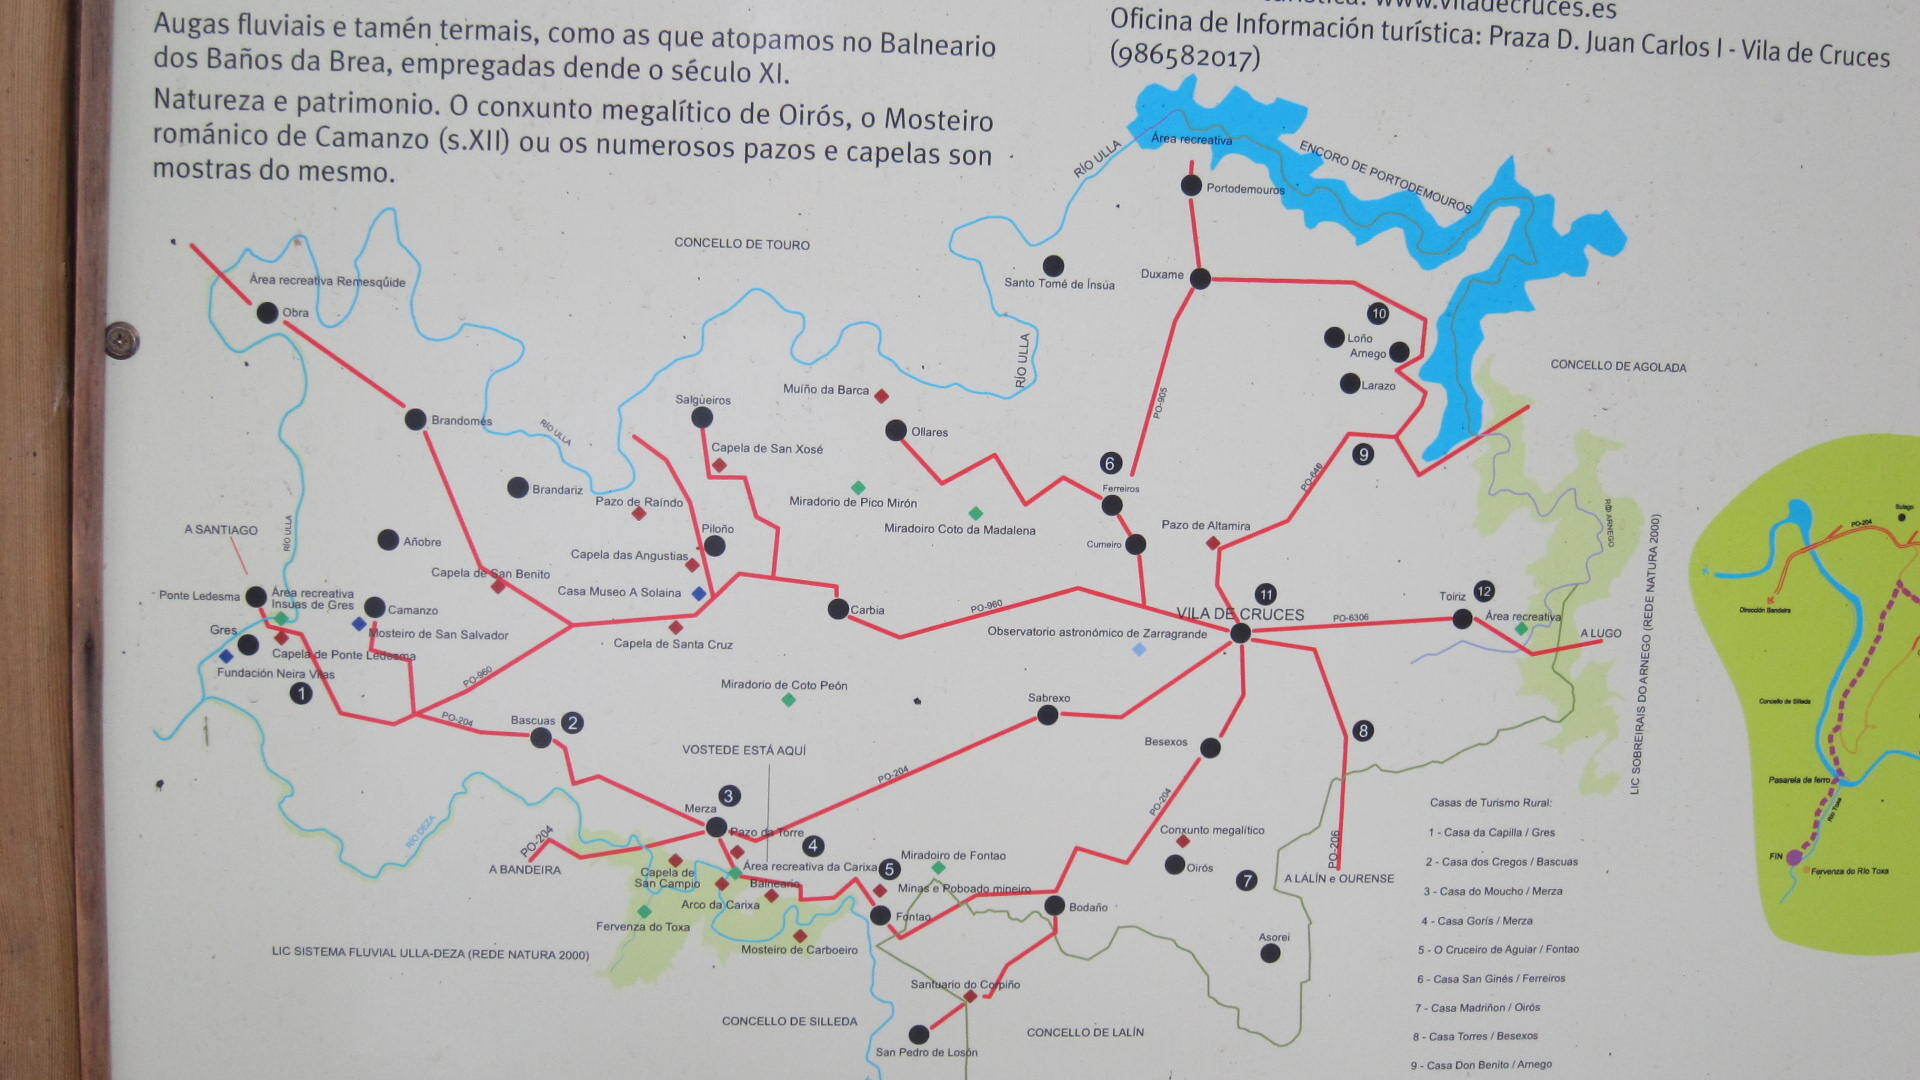 Augas fluviais e tamén termais, como as que atopamos no Balneario
dos Baños da Brea, empregadas dende o século XI.
Natureza e patrimonio. O conxunto megalítico de Oirós, o Mosteiro
románico de Camanzo (s.XII) ou os numerosos pazos e capelas son
mostras do mesmo.
www.viladecruces.es
Oficina de Información turística: Praza D. Juan Carlos I - Vila de Cruces
(986582017)
Área recreativa
RÍO ULLA
ENCORO DE PORTODEMOUROS
Portodemouros
CONCELLO DE TOURO
Santo Tomé de Ínsua
Duxame
Área recreativa Remesqüide
Obra
10
Loño
Arnego
RÍO ULLA
CONCELLO DE AGOLADA
Larazo
Muíño da Barca
Salgueiros
PO-905
Brandomés
RÍO ULLA
Ollares
Capela de San Xosé
6
9
PO-640
Ferreiros
Brandariz
Pazo de Raíndo
Miradorio de Pico Mirón
Miradoiro Coto da Madalena
Pazo de Altamira
A SANTIAGO
RÍO ULLA
Piloño
RÍO ARNEGO
Añobre
Capela das Angustias
Cumeiro
Capela de San Benito
Casa Museo A Solaina
Ponte Ledesma
Área recreativa
Insuas de Gres
Camanzo
Carbia
PO-960
11
VILA DE CRUCES
PO-6306
Toiriz
12
Área recreativa
A LUGO
LIC SOBREIRAIS DO ARNEGO (REDE NATURA 2000)
Gres
Mosteiro de San Salvador
Capela de Santa Cruz
Observatorio astronómico de Zarragrande
Capela de Ponte Ledesma
Fundación Neira Vilas
1
PO-960
Miradorio de Coto Peón
Sabrexo
PO-204
Bascuas
2
8
Besexos
VOSTEDE ESTÁ AQUÍ
PO-204
3
Merza
PO-204
PO-204
Pazo da Torre
4
RÍO DEZA
A BANDEIRA
Capela de
San Campio
Área recreativa da Carixa
5
Miradoiro de Fontao
Conxunto megalítico
Oirós
7
PO-206
A LALÍN e OURENSE
Balneario
Minas e Poboado mineiro
Arco da Carixa
Fontao
Bodaño
Fervenza do Toxa
Asorei
LIC SISTEMA FLUVIAL ULLA-DEZA (REDE NATURA 2000)
Mosteiro de Carboeiro
Santuario do Corpiño
CONCELLO DE SILLEDA
CONCELLO DE LALÍN
San Pedro de Losón
Casas de Turismo Rural:
1 - Casa da Capilla / Gres
2 - Casa dos Cregos / Bascuas
3 - Casa do Moucho / Merza
4 - Casa Gorís / Merza
5 - O Cruceiro de Aguiar / Fontao
6 - Casa San Ginés / Ferreiros
7 - Casa Madriñon / Oirós
8 - Casa Torres / Besexos
9 - Casa Don Benito / Arnego
PO-204
Dirección Bandeira
Concello de Silleda
Pasarela de ferro
Río Toxa
FIN
Fervenza do Río Toxa